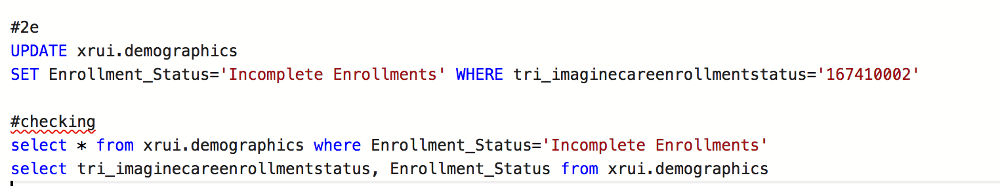 #2e
UPDATE xrui.demographics
SET Enrollment_Status='Incomplete Enrollments' WHERE tri_imaginecareenrollmentstatus='167410002'
#checking
select * from xrui.demographics where Enrollment_Status='Incomplete Enrollments'
select tri_imaginecareenrollmentstatus, Enrollment_Status from xrui.demographics